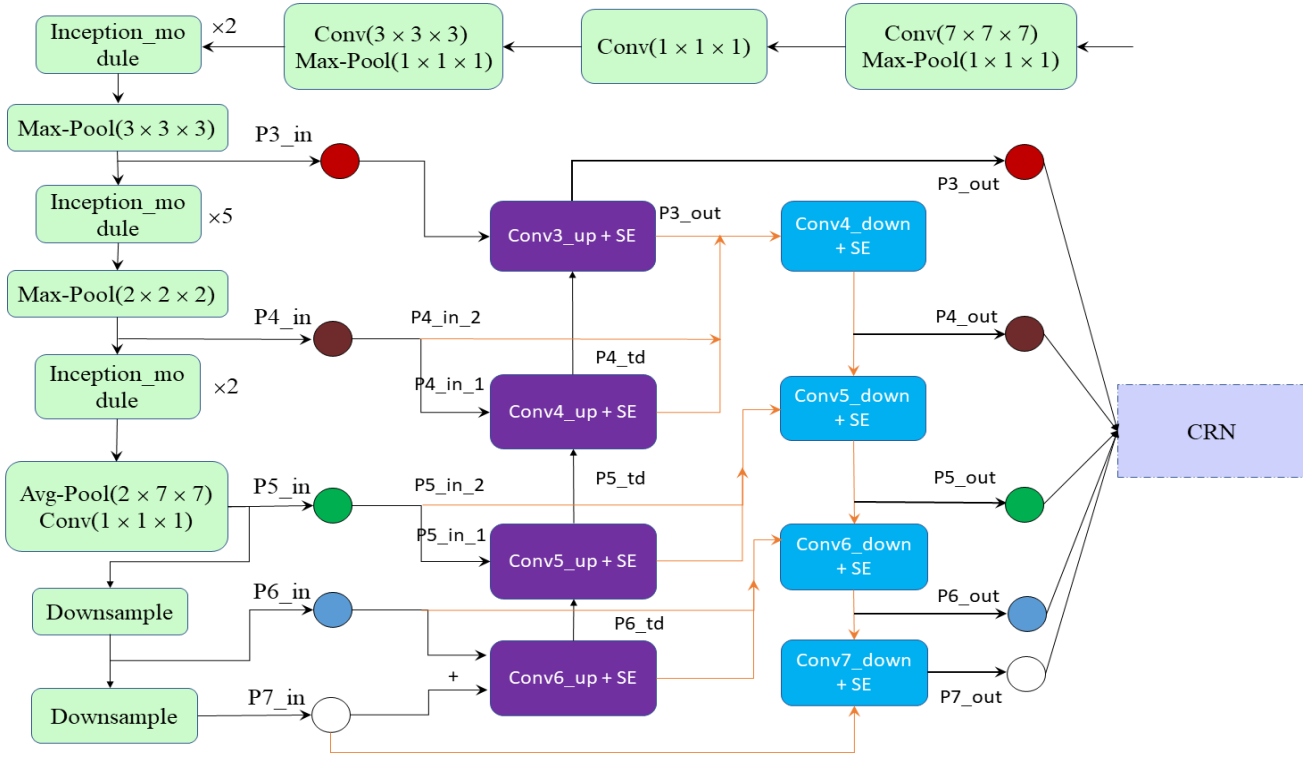 Inception_mo
dule
×2
Conv(3 × 3 × 3)
Max-Pool(1 × 1 × 1)
Conv(1 × 1 × 1)
Conv(7 × 7 × 7)
Max-Pool(1 × 1 × 1)
Max-Pool(3 × 3 × 3)
P3_in
P3_out
Inception_mo
dule
×5
Conv3_up + SE
P3_out
Conv4_down
+ SE
Max-Pool(2 × 2 × 2)
P4_in
P4_in_2
P4_out
P4_td
Inception_mo
dule
×2
P4_in_1
Conv4_up + SE
Conv5_down
+ SE
CRN
Avg-Pool(2 × 7 × 7)
Conv(1 × 1 × 1)
P5_in
P5_in_2
P5_td
P5_out
P5_in_1
Conv5_up + SE
Conv6_down
+ SE
Downsample
P6_in
P6_td
P6_out
+
Conv6_up + SE
Conv7_down
+ SE
Downsample
P7_in
P7_out